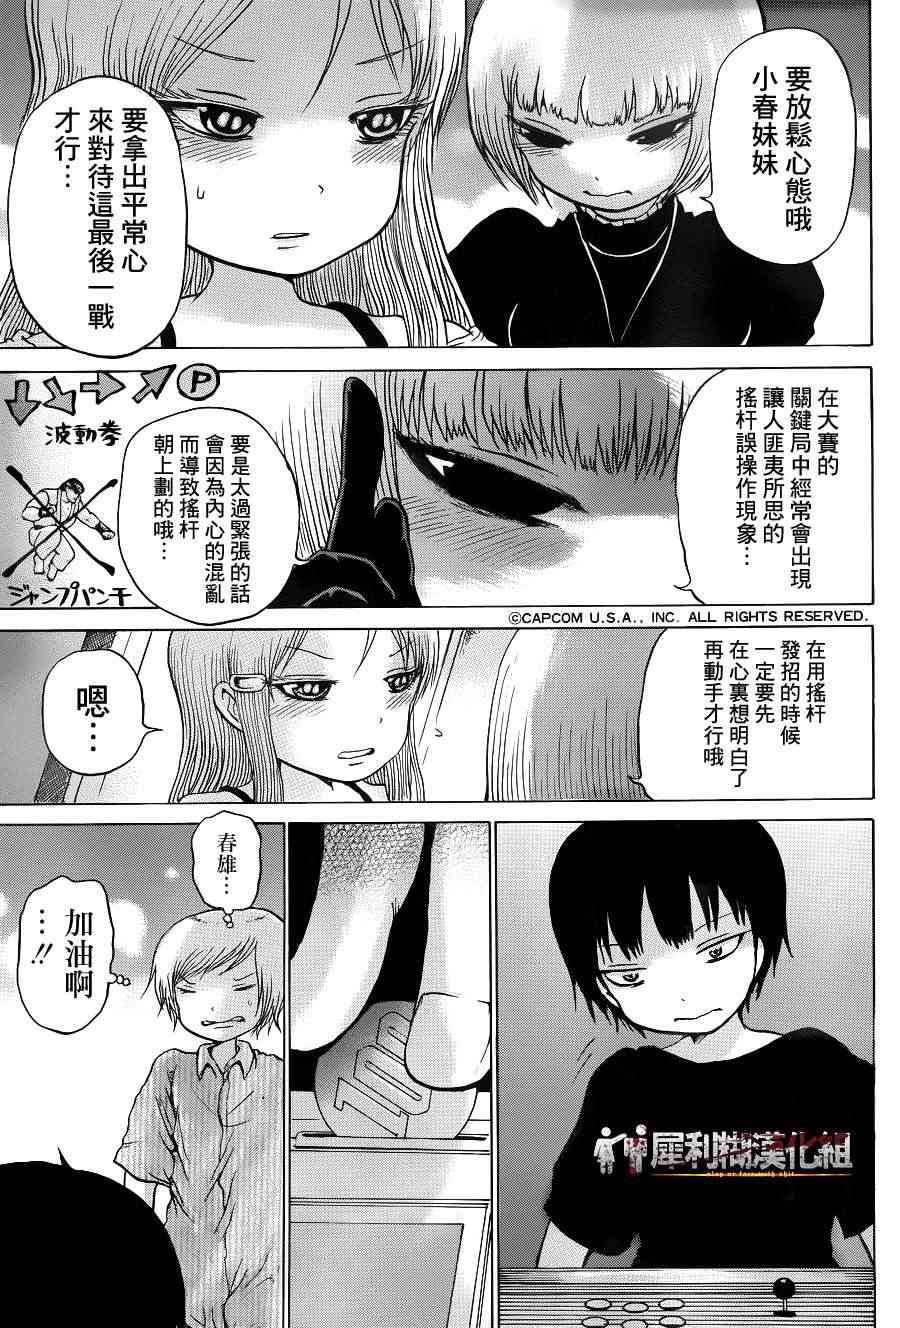 要放鬆心態哦
小春妹妹
要拿出平常心
來對待這最後一戰
才行…
在大賽的
關鍵局中經常會出現
讓人匪夷所思的
搖杆誤操作現象…
要是太過緊張的話
會因為內心的混亂
而導致搖杆
朝上劃的哦…
P
波動拳
ジャンプパンチ
©CAPCOM U.S.A., INC. ALL RIGHTS RESERVED.
在用搖杆
發招的時候
一定要先
在心裏想明白了
再動手才行哦
嗯…
100
春雄…
加油啊
…!!
犀利糊漢化組